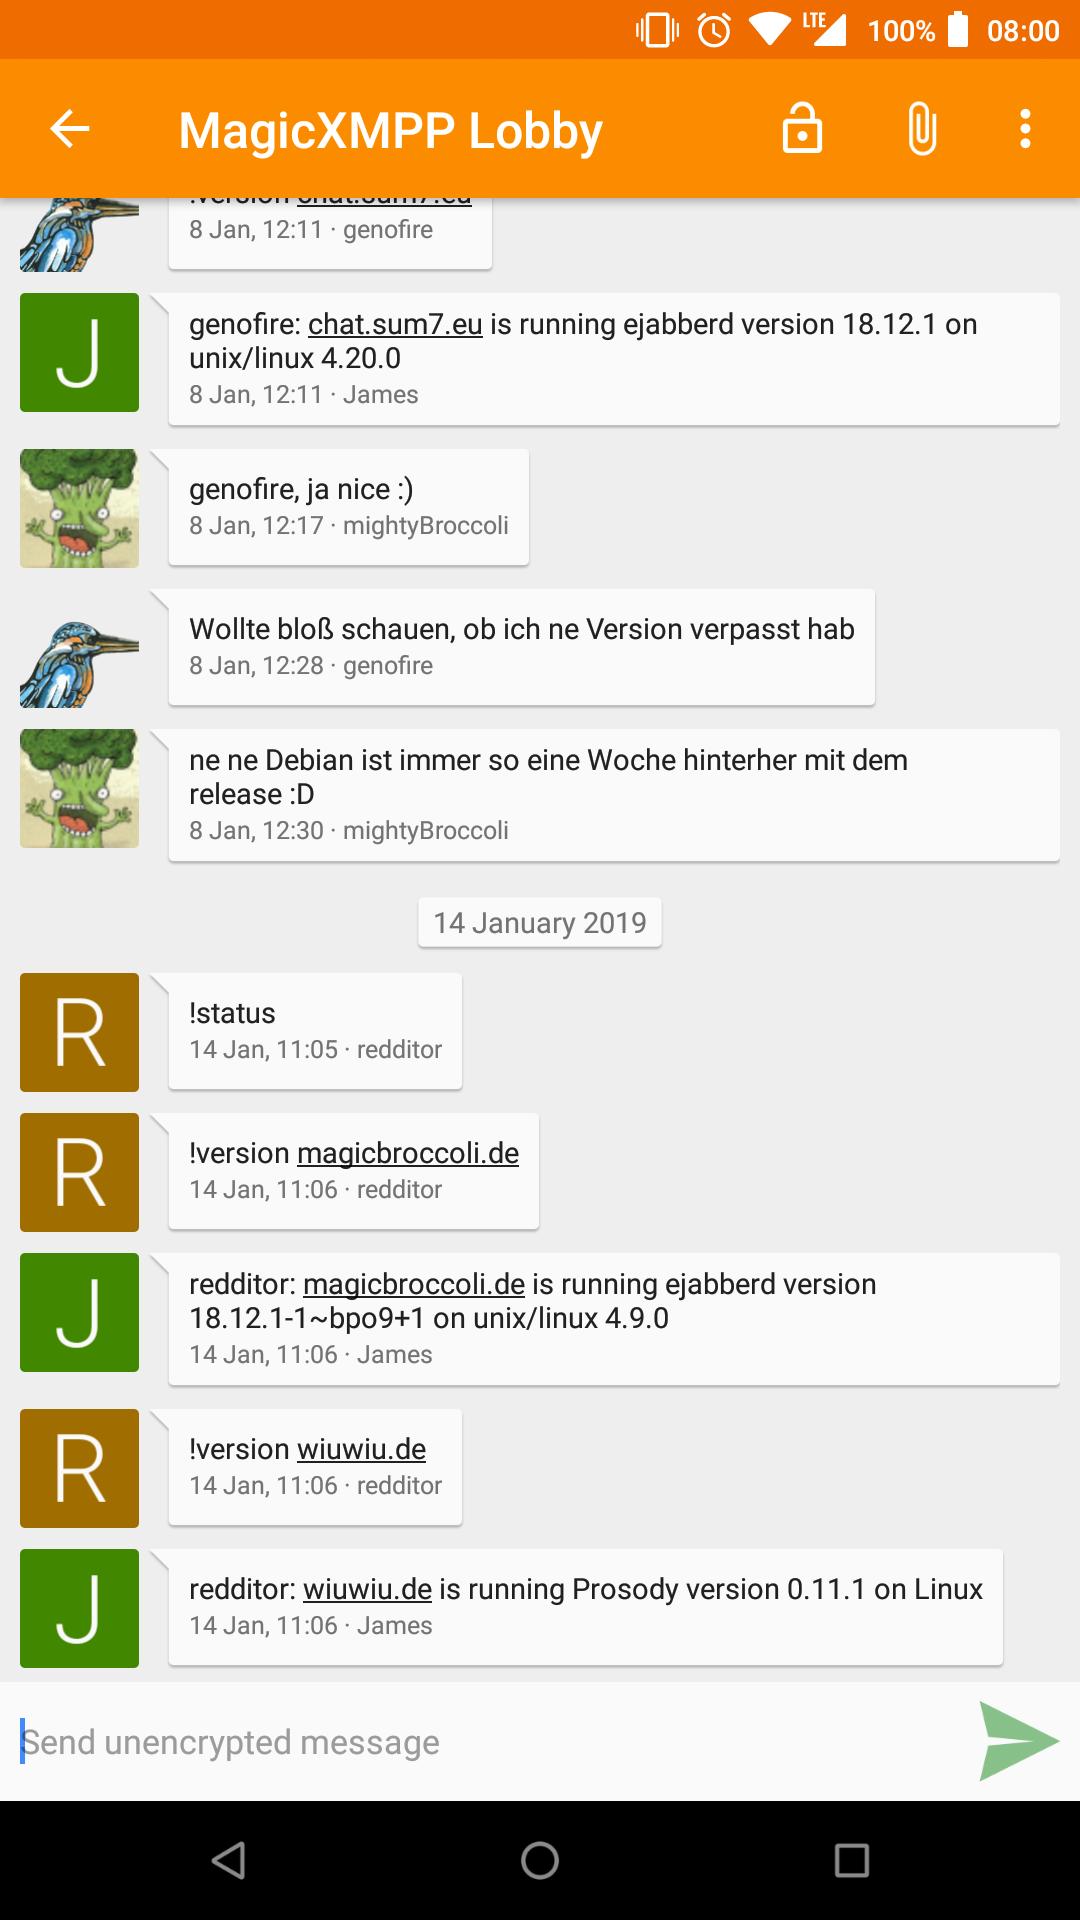 LTE 100% 08:00
MagicXMPP Lobby
!version chat.sum7.eu
8 Jan, 12:11 · genofire
J
genofire: chat.sum7.eu is running ejabberd version 18.12.1 on
unix/linux 4.20.0
8 Jan, 12:11 · James
genofire, ja nice :)
8 Jan, 12:17 · mightyBroccoli
Wollte bloß schauen, ob ich ne Version verpasst hab
8 Jan, 12:28 · genofire
ne ne Debian ist immer so eine Woche hinterher mit dem
release :D
8 Jan, 12:30 · mightyBroccoli
14 January 2019
R
!status
14 Jan, 11:05 · redditor
R
!version magicbroccoli.de
14 Jan, 11:06 · redditor
J
redditor: magicbroccoli.de is running ejabberd version
18.12.1-1~bpo9+1 on unix/linux 4.9.0
14 Jan, 11:06 · James
R
!version wiuwiu.de
14 Jan, 11:06 · redditor
J
redditor: wiuwiu.de is running Prosody version 0.11.1 on Linux
14 Jan, 11:06 · James
Send unencrypted message